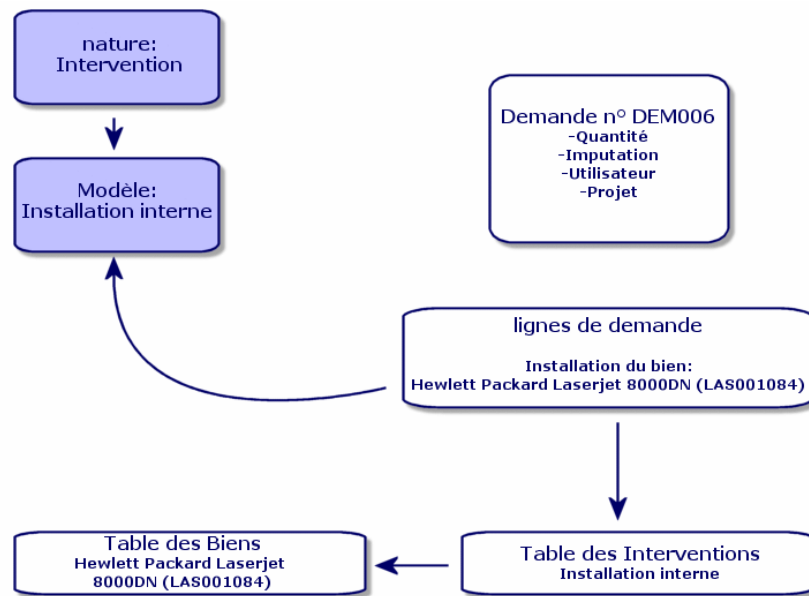 nature:
Intervention
Modèle:
Installation interne
Demande nº DEM006
-Quantité
-Imputation
-Utilisateur
-Projet
lignes de demande
Installation du bien:
Hewlett Packard Laserjet 8000DN (LAS001084)
Table des Biens
Hewlett Packard Laserjet
8000DN (LAS001084)
Table des Interventions
Installation interne